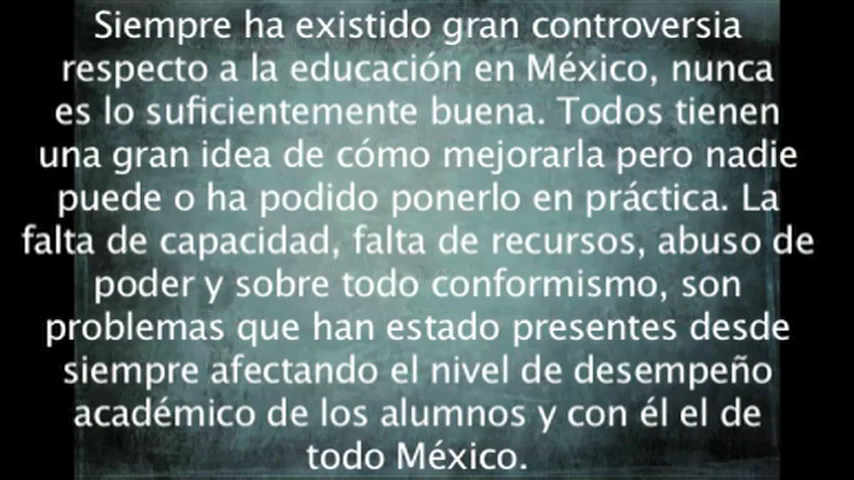 Siempre ha existido gran controversia
respecto a la educación en México, nunca
es lo suficientemente buena. Todos tienen
una gran idea de cómo mejorarla pero nadie
puede o ha podido ponerlo en práctica. La
falta de capacidad, falta de recursos, abuso de
poder y sobre todo conformismo, son
problemas que han estado presentes desde
siempre afectando el nivel de desempeño
académico de los alumnos y con él el de
todo México.